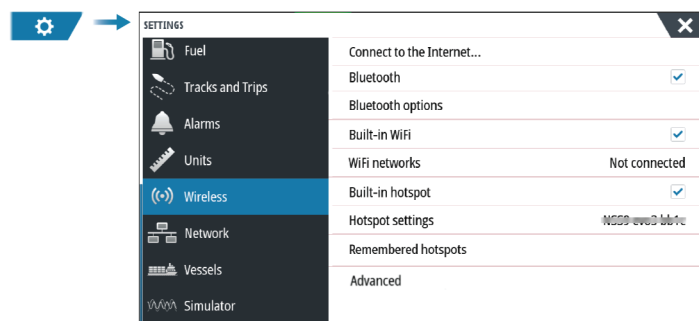 SETTINGS
Fuel
Tracks and Trips
Alarms
Units
Wireless
Network
Vessels
Simulator
Connect to the Internet...
Bluetooth
Bluetooth options
Built-in WiFi
WiFi networks Not connected
Built-in hotspot
Hotspot settings
Remembered hotspots
Advanced